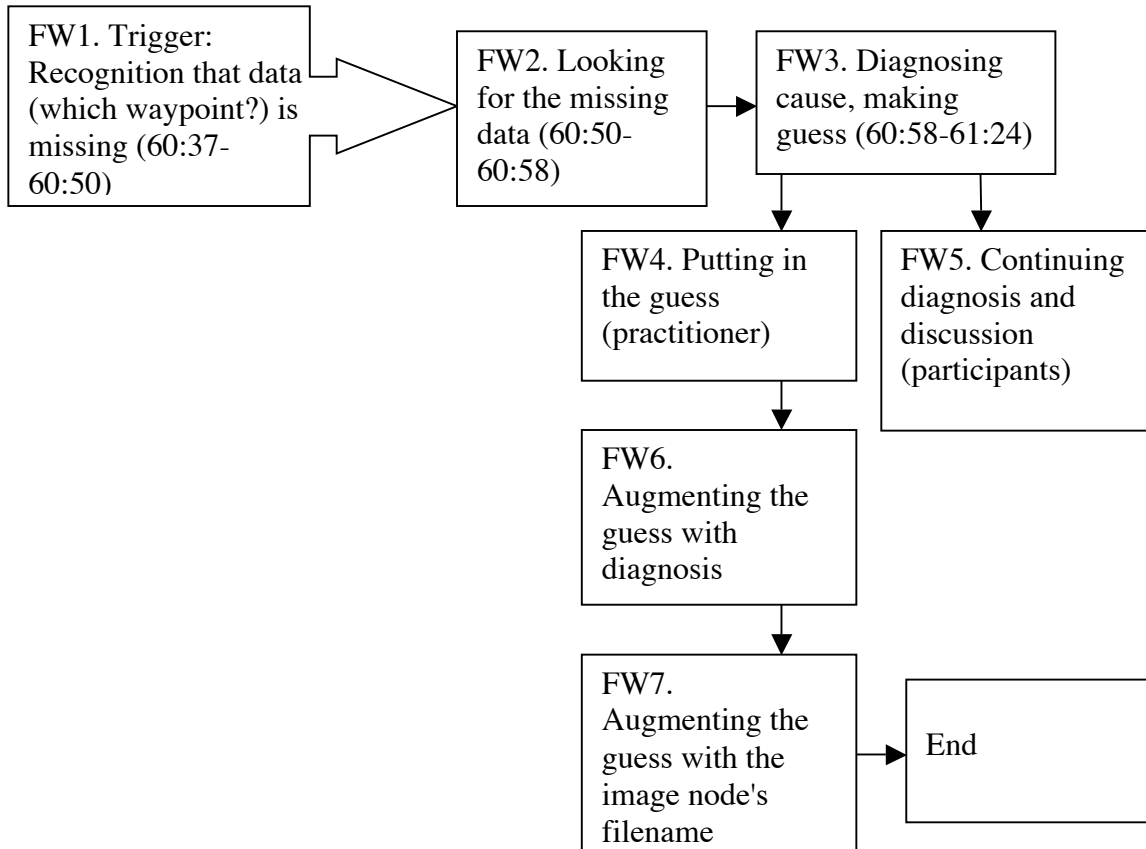 FW1. Trigger:
Recognition that data
(which waypoint?) is
missing (60:37-
60:50)
FW2. Looking
for the missing
data (60:50-
60:58)
FW3. Diagnosing
cause, making
guess (60:58-61:24)
FW4. Putting in
the guess
(practitioner)
FW5. Continuing
diagnosis and
discussion
(participants)
FW6.
Augmenting the
guess with
diagnosis
FW7.
Augmenting the
guess with the
image node's
filename
End